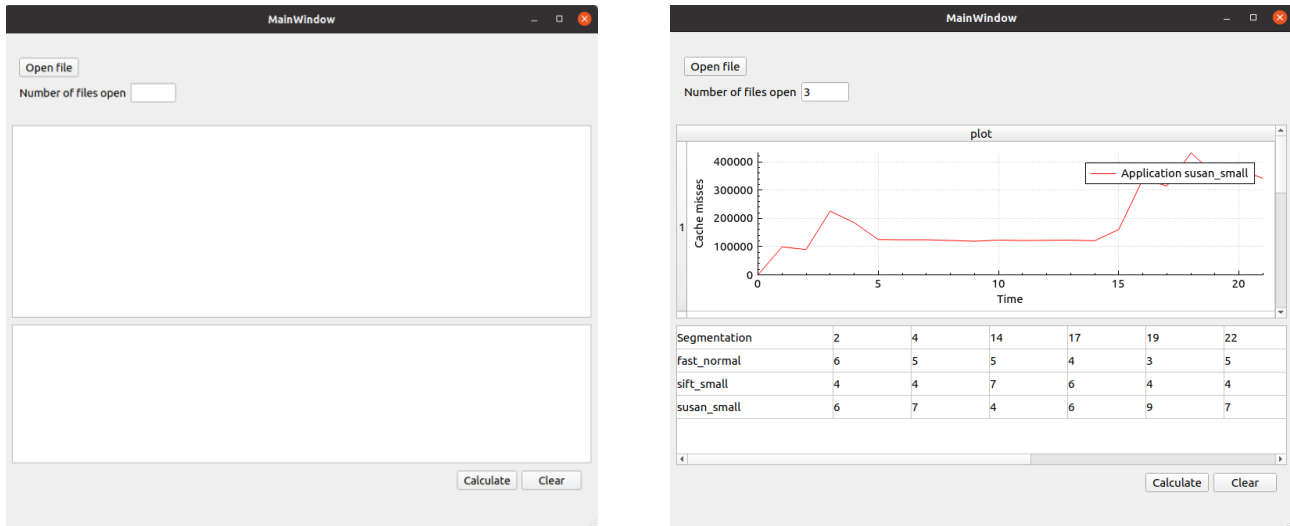 MainWindow
Open file
Number of files open
Calculate Clear
MainWindow
Open file
Number of files open 3
plot
1
400000
300000
200000
100000
0
Cache misses
Application susan_small
0 5 10 15 20
Time
Segmentation 2 4 14 17 19 22
fast_normal 6 5 5 4 3 5
sift_small 4 4 7 6 4 4
susan_small 6 7 4 6 9 7
Calculate Clear